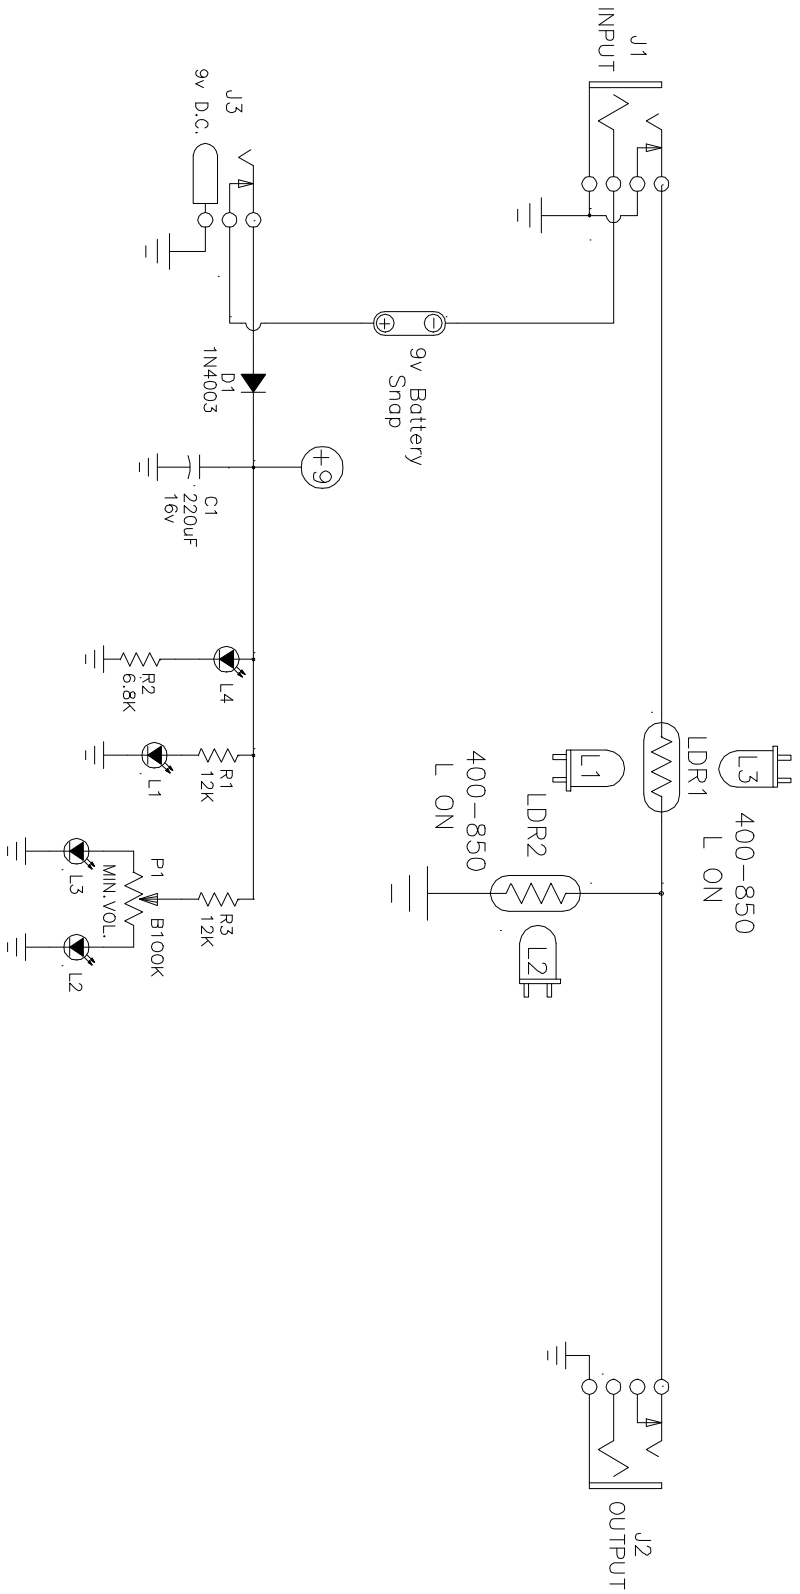 J1
INPUT
J3
9v D.C.
9v Battery
Snap
D1
1N4003
+9
C1
220uF
16v
L4
R2
6.8K
R1
12K
L1
R3
12K
P1
B100K
MIN.VOL.
L3
L2
L3
LDR1
L1
400-850
L ON
LDR2
400-850
L ON
L2
J2
OUTPUT